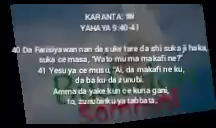 KARANTA:
YAHAYA 9:40-41
40 Da Farisiyawan nan da suke tare da shi suka ji haka,
suka ce masa, "Wato mu ma makafi ne?"
41 Yesu ya ce musu, "Ai, da makafi ne ku,
da ba ku da zunubi.
Amma da yake kun ce kuna gani,
to, zunubinku ya tabbata.